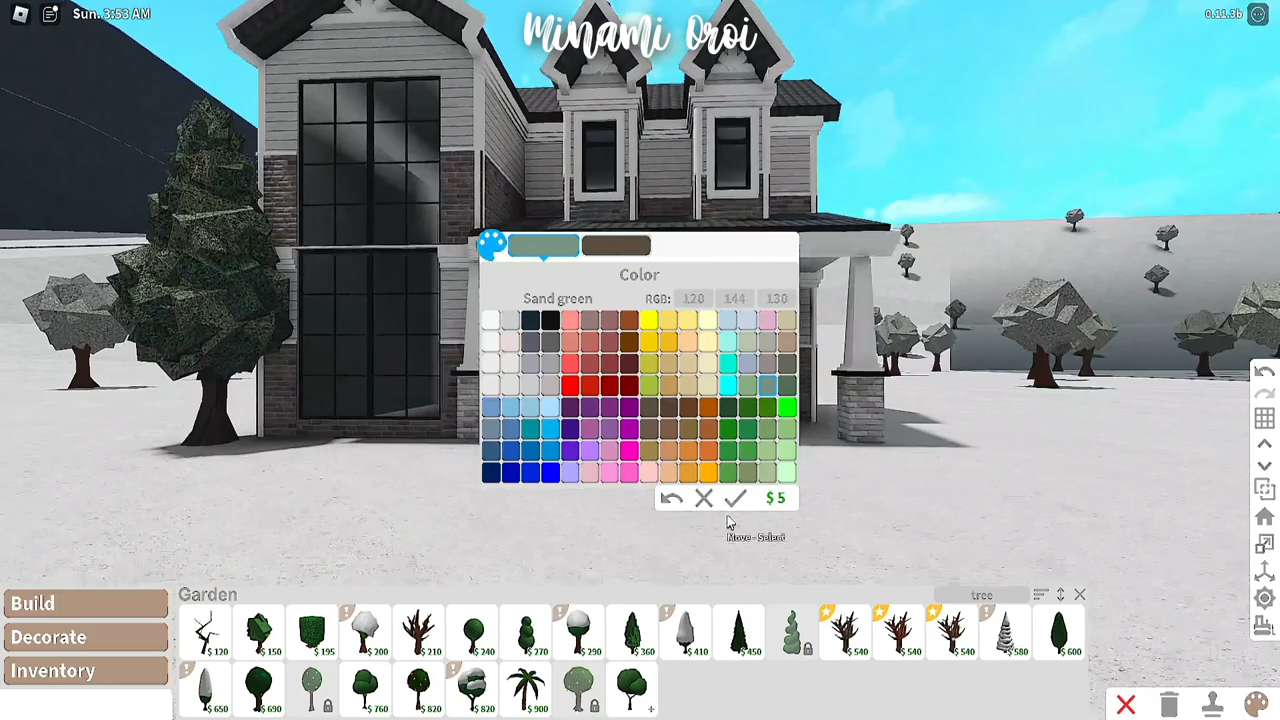 Sun. 3:53 AM
Minami Oroi
0.11.3b
Color
Sand green
RGB: 120 144 130
$ 5
Move - Select
Build
Decorate
Inventory
Garden
tree
$ 120
$ 150
$ 195
$ 200
$ 210
$ 240
$ 270
$ 290
$ 360
$ 410
$ 450
$ 540
$ 540
$ 540
$ 580
$ 600
$ 650
$ 690
$ 760
$ 820
$ 820
$ 900